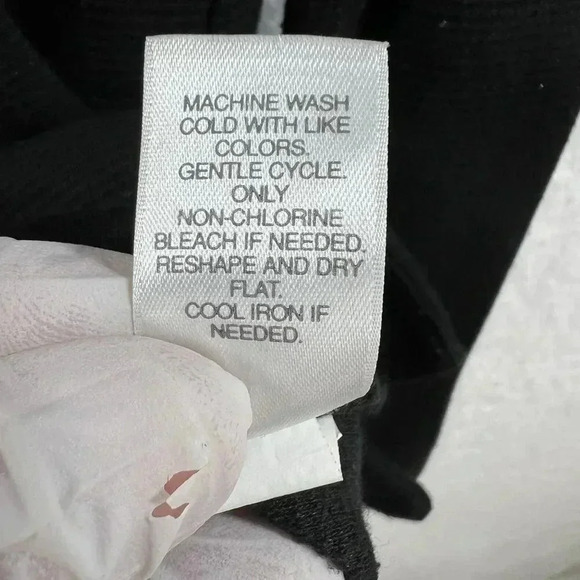 MACHINE WASH
COLD WITH LIKE
COLORS.
GENTLE CYCLE.
ONLY
NON-CHLORINE
BLEACH IF NEEDED.
RESHAPE AND DRY
FLAT.
COOL IRON IF
NEEDED.